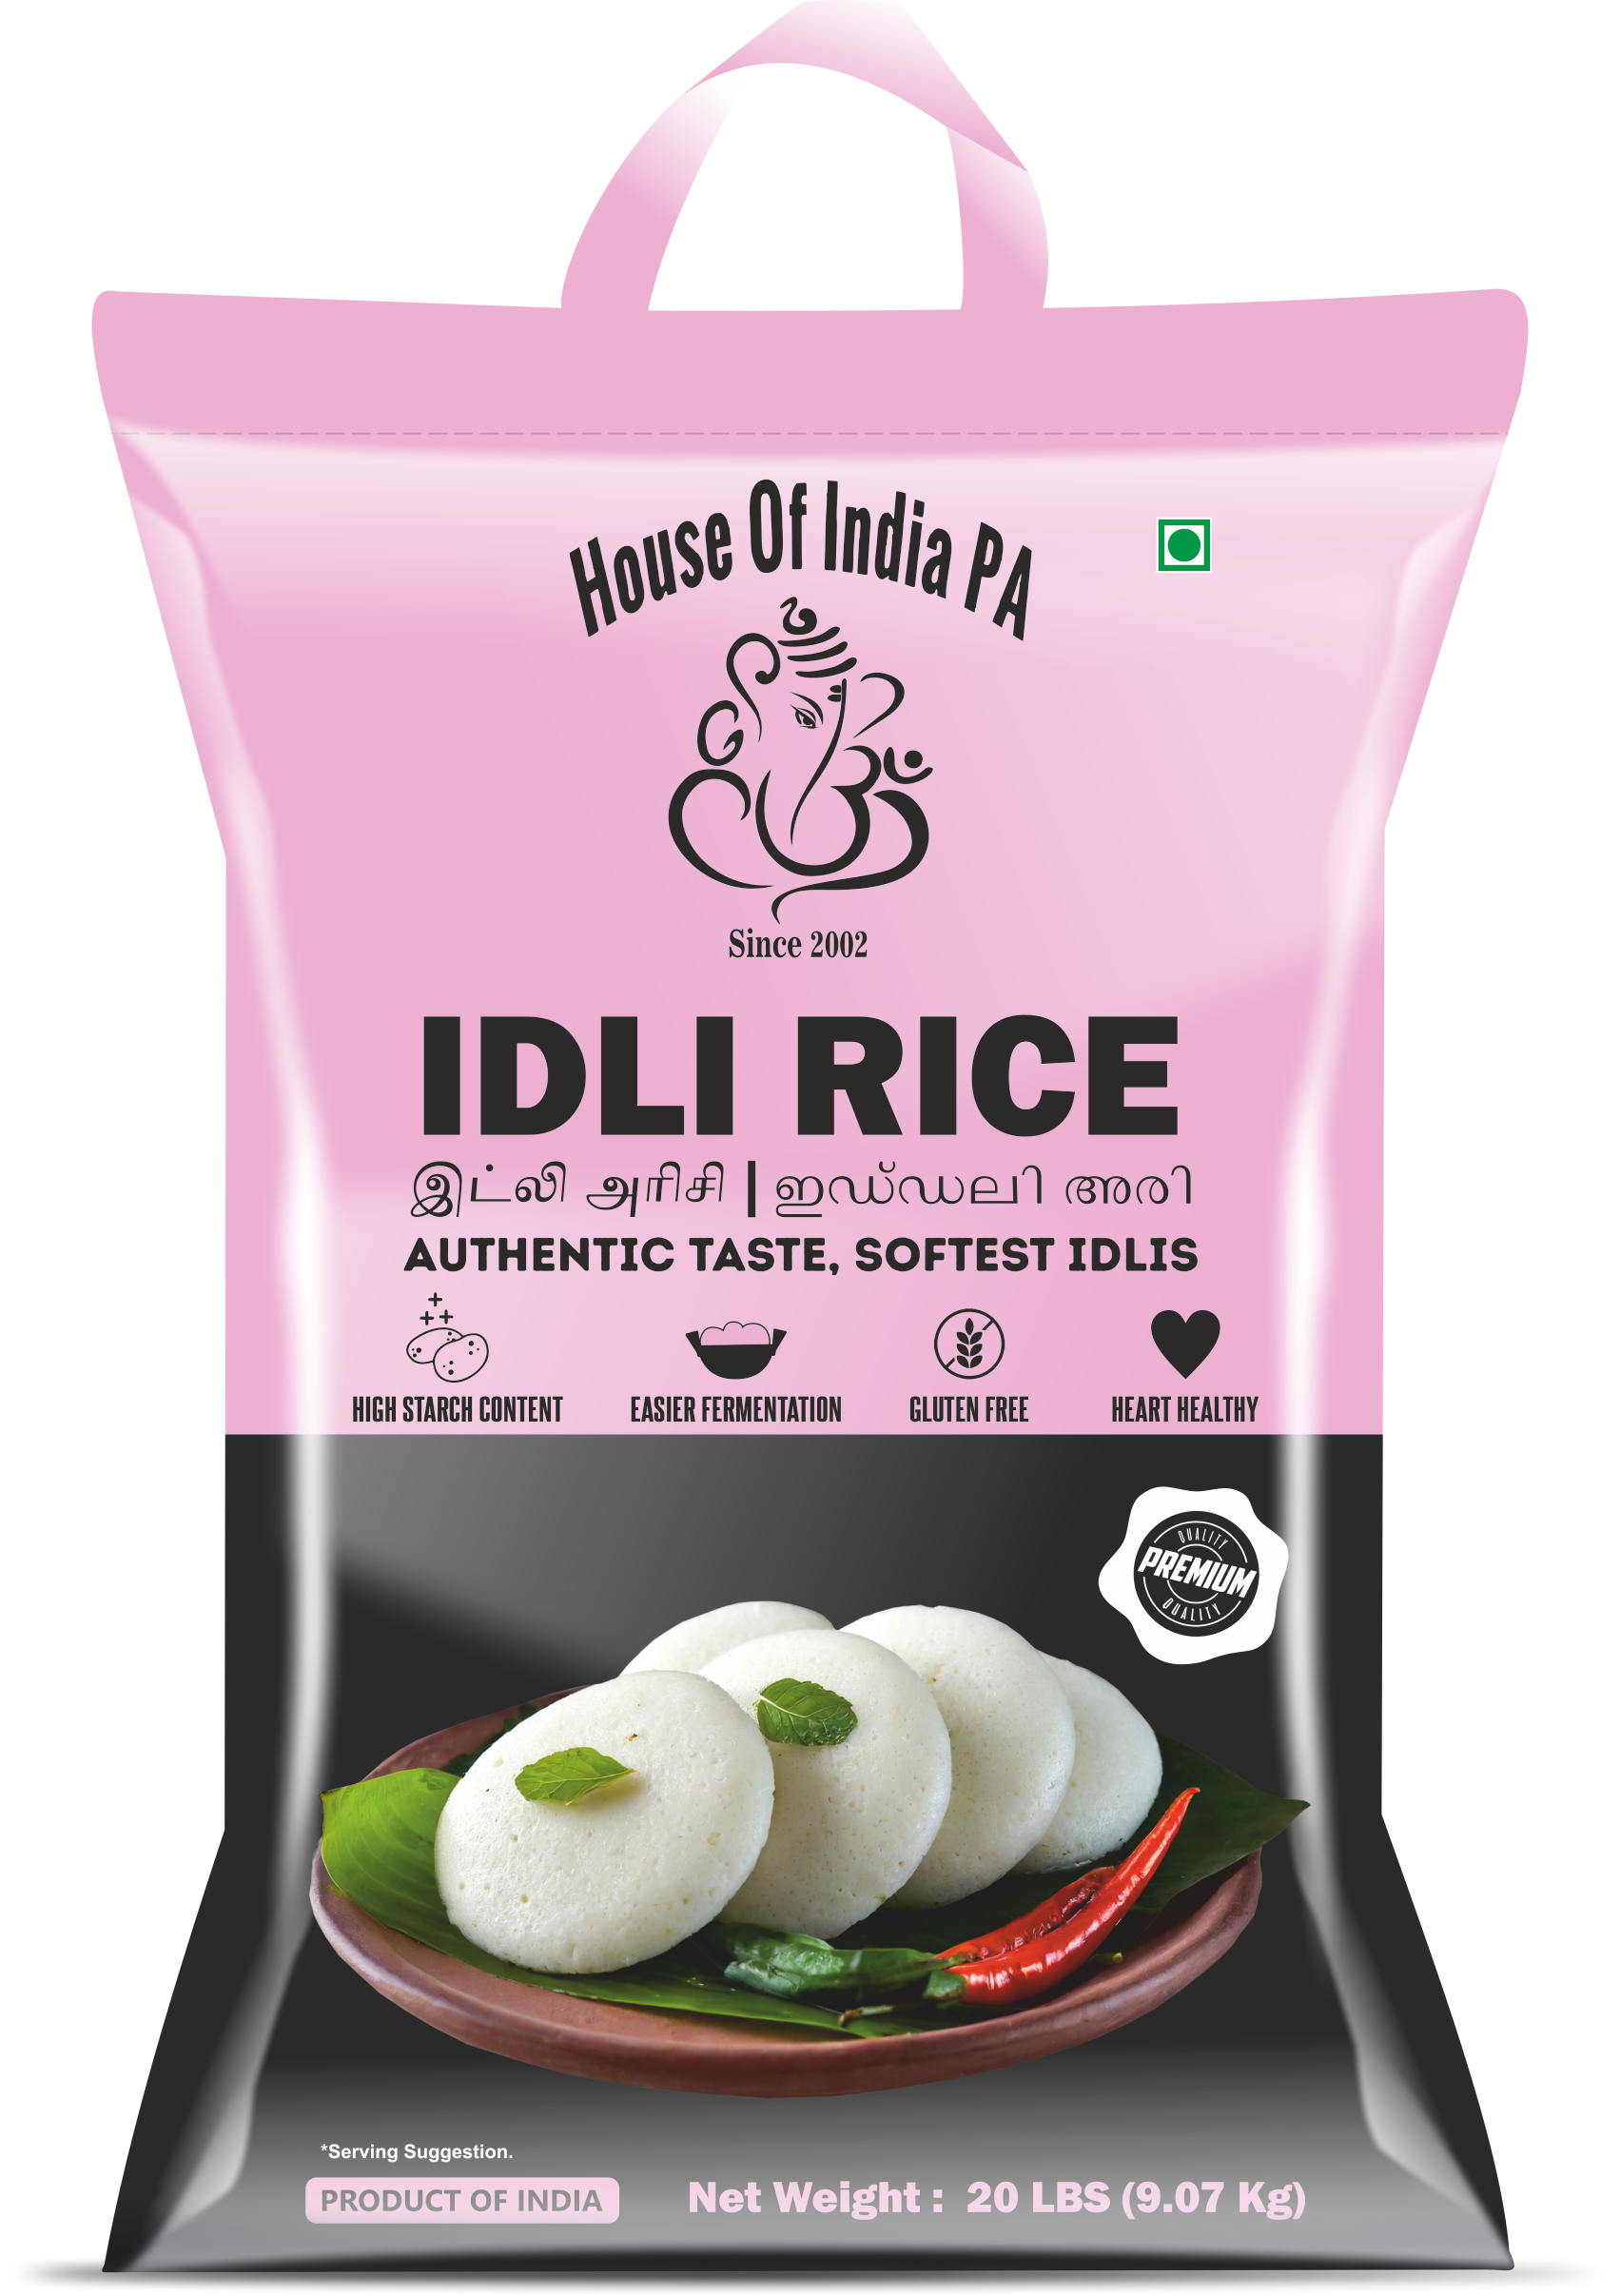 House Of India PA
Since 2002
IDLI RICE
இட்லி அரிசி | ഇഡ്ഡലി അരി
AUTHENTIC TASTE, SOFTEST IDLIS
HIGH STARCH CONTENT
EASIER FERMENTATION
GLUTEN FREE
HEART HEALTHY
QUALITY
PREMIUM
QUALITY
*Serving Suggestion.
PRODUCT OF INDIA
Net Weight : 20 LBS (9.07 Kg)